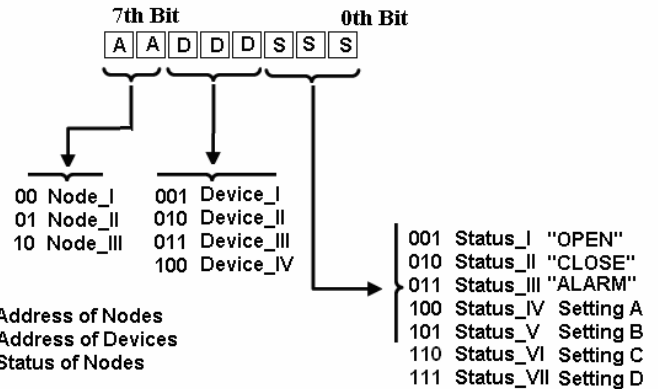 7th Bit 0th Bit
A A D D D S S S
00 Node_I
01 Node_II
10 Node_III
001 Device_I
010 Device_II
011 Device_III
100 Device_IV
001 Status_I "OPEN"
010 Status_II "CLOSE"
011 Status_III "ALARM"
100 Status_IV Setting A
101 Status_V Setting B
110 Status_VI Setting C
111 Status_VII Setting D
Address of Nodes
Address of Devices
Status of Nodes